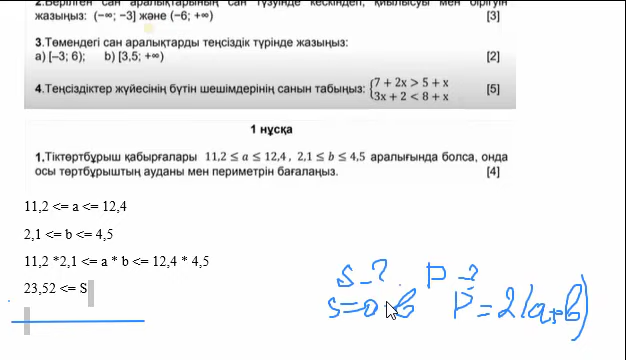 2.Берілген сан аралықтарын сан түзуінде кескіндеп, қиылысуы мен бірігуін
жазыңыз: (−∞; −3] және (−6; +∞) [3]
3.Төмендегі сан аралықтарды теңсіздік түрінде жазыңыз:
a) [–3; 6); b) [3,5; +∞) [2]
4.Теңсіздіктер жүйесінің бүтін шешімдерінің санын табыңыз: {7 + 2x > 5 + x [5]
3x + 2 < 8 + x
1 нұсқа
1.Тіктөртбұрыш қабырғалары 11,2 ≤ a ≤ 12,4 , 2,1 ≤ b ≤ 4,5 аралығында болса, онда
осы төртбұрыштың ауданы мен периметрін бағалаңыз. [4]
11,2 <= a <= 12,4
2,1 <= b <= 4,5
11,2 *2,1 <= a * b <= 12,4 * 4,5
23,52 <= S
S-? P-?
S=a b P=2(a+b)